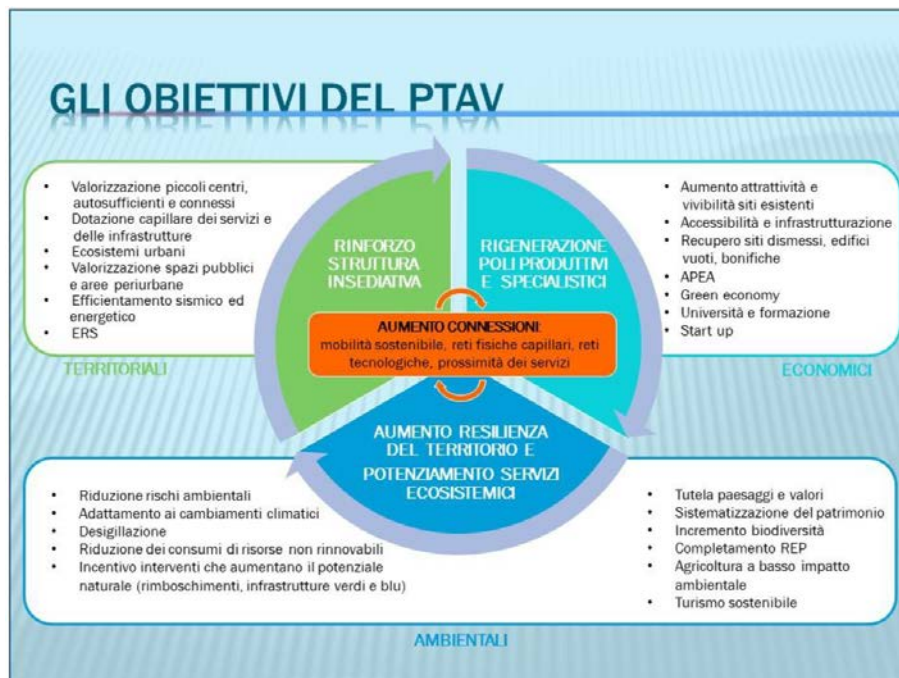 GLI OBIETTIVI DEL PTAV
• Valorizzazione piccoli centri,
autosufficienti e connessi
• Dotazione capillare dei servizi e
delle infrastrutture
• Ecosistemi urbani
• Valorizzazione spazi pubblici
e aree periurbane
• Efficientamento sismico ed
energetico
• ERS
TERRITORIALI
RINFORZO
STRUTTURA
INSEDIATIVA
RIGENERAZIONE
POLI PRODUTTIVI
E SPECIALISTICI
• Aumento attrattività e
vivibilità siti esistenti
• Accessibilità e infrastrutturazione
• Recupero siti dismessi, edifici
vuoti, bonifiche
• APEA
• Green economy
• Università e formazione
• Start up
ECONOMICI
AUMENTO CONNESSIONI:
mobilità sostenibile, reti fisiche capillari, reti
tecnologiche, prossimità dei servizi
AUMENTO RESILIENZA
DEL TERRITORIO E
POTENZIAMENTO SERVIZI
ECOSISTEMICI
• Riduzione rischi ambientali
• Adattamento ai cambiamenti climatici
• Desigillazione
• Riduzione dei consumi di risorse non rinnovabili
• Incentivo interventi che aumentano il potenziale
naturale (rimboschimenti, infrastrutture verdi e blu)
• Tutela paesaggi e valori
• Sistematizzazione del patrimonio
• Incremento biodiversità
• Completamento REP
• Agricoltura a basso impatto
ambientale
• Turismo sostenibile
AMBIENTALI